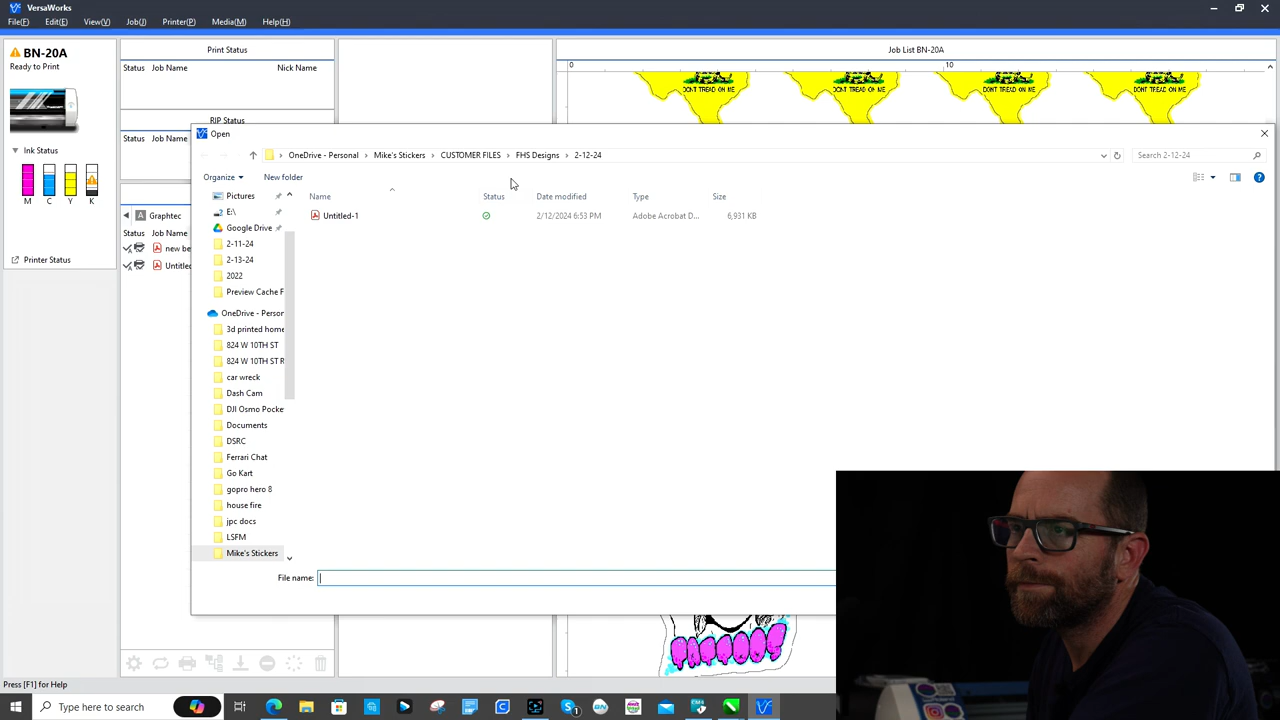 VersaWorks
File(F) Edit(E) View(V) Job(J) Printer(P) Media(M) Help(H)
BN-20A
Ready to Print
Ink Status
M C Y K
Printer Status
Print Status
Status Job Name Nick Name
RIP Status
Status Job Name
A Graphtec
Status Job Name
new be
Untitle
Job List BN-20A
0 10
DONT TREAD ON ME DONT TREAD ON ME DONT TREAD ON ME DONT TREAD ON ME
Open
OneDrive - Personal > Mike's Stickers > CUSTOMER FILES > FHS Designs > 2-12-24
Search 2-12-24
Organize New folder
Name Status Date modified Type Size
Untitled-1 2/12/2024 6:53 PM Adobe Acrobat D... 6,931 KB
Pictures
E:\
Google Drive
2-11-24
2-13-24
2022
Preview Cache F
OneDrive - Person
3d printed home
824 W 10TH ST
824 W 10TH ST R
car wreck
Dash Cam
DJI Osmo Pocke
Documents
DSRC
Ferrari Chat
Go Kart
gopro hero 8
house fire
jpc docs
LSFM
Mike's Stickers
File name:
Press [F1] for Help
Type here to search